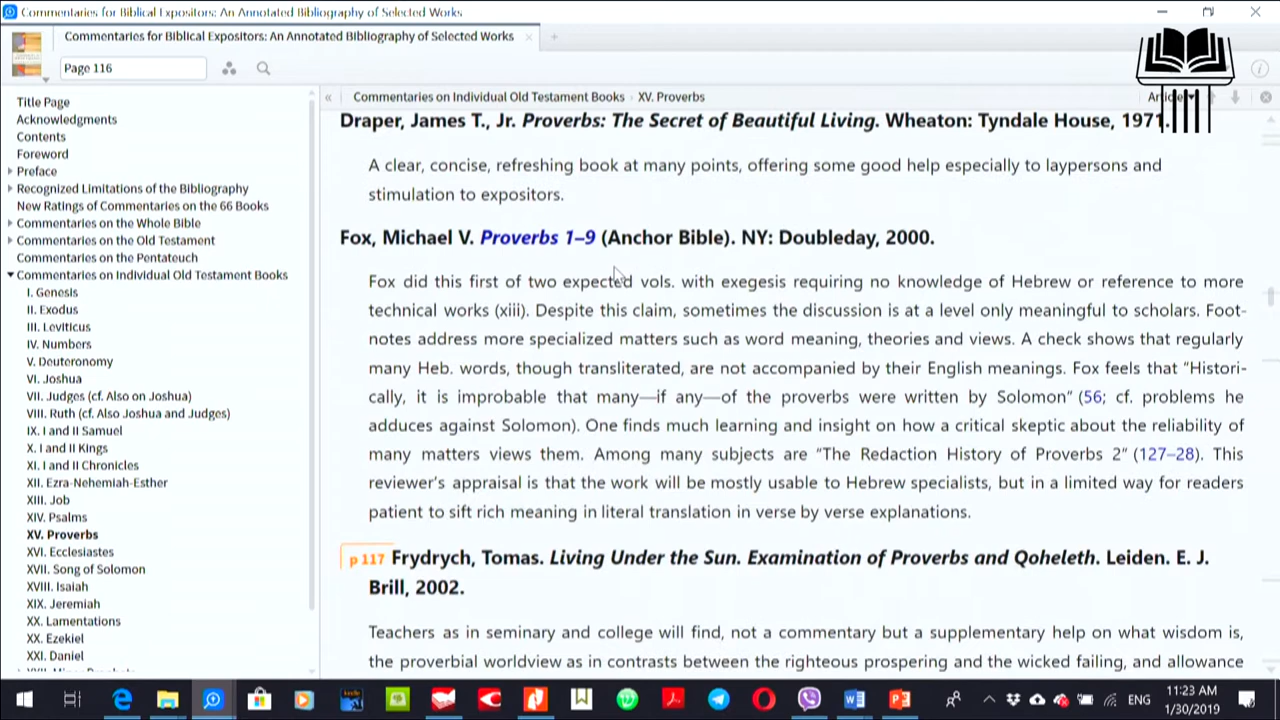 Commentaries for Biblical Expositors: An Annotated Bibliography of Selected Works
Commentaries for Biblical Expositors: An Annotated Bibliography of Selected Works
Page 116
Title Page
Acknowledgments
Contents
Foreword
Preface
Recognized Limitations of the Bibliography
New Ratings of Commentaries on the 66 Books
Commentaries on the Whole Bible
Commentaries on the Old Testament
Commentaries on the Pentateuch
Commentaries on Individual Old Testament Books
I. Genesis
II. Exodus
III. Leviticus
IV. Numbers
V. Deuteronomy
VI. Joshua
VII. Judges (cf. Also on Joshua)
VIII. Ruth (cf. Also Joshua and Judges)
IX. I and II Samuel
X. I and II Kings
XI. I and II Chronicles
XII. Ezra-Nehemiah-Esther
XIII. Job
XIV. Psalms
XV. Proverbs
XVI. Ecclesiastes
XVII. Song of Solomon
XVIII. Isaiah
XIX. Jeremiah
XX. Lamentations
XX. Ezekiel
XXI. Daniel
Commentaries on Individual Old Testament Books › XV. Proverbs
Article
Draper, James T., Jr. Proverbs: The Secret of Beautiful Living. Wheaton: Tyndale House, 1971.
A clear, concise, refreshing book at many points, offering some good help especially to laypersons and
stimulation to expositors.
Fox, Michael V. Proverbs 1–9 (Anchor Bible). NY: Doubleday, 2000.
Fox did this first of two expected vols. with exegesis requiring no knowledge of Hebrew or reference to more
technical works (xiii). Despite this claim, sometimes the discussion is at a level only meaningful to scholars. Foot-
notes address more specialized matters such as word meaning, theories and views. A check shows that regularly
many Heb. words, though transliterated, are not accompanied by their English meanings. Fox feels that “Histori-
cally, it is improbable that many—if any—of the proverbs were written by Solomon” (56; cf. problems he
adduces against Solomon). One finds much learning and insight on how a critical skeptic about the reliability of
many matters views them. Among many subjects are “The Redaction History of Proverbs 2” (127–28). This
reviewer’s appraisal is that the work will be mostly usable to Hebrew specialists, but in a limited way for readers
patient to sift rich meaning in literal translation in verse by verse explanations.
p 117 Frydrych, Tomas. Living Under the Sun. Examination of Proverbs and Qoheleth. Leiden. E. J.
Brill, 2002.
Teachers as in seminary and college will find, not a commentary but a supplementary help on what wisdom is,
the proverbial worldview as in contrasts between the righteous prospering and the wicked failing, and allowance
ENG
11:23 AM
1/30/2019